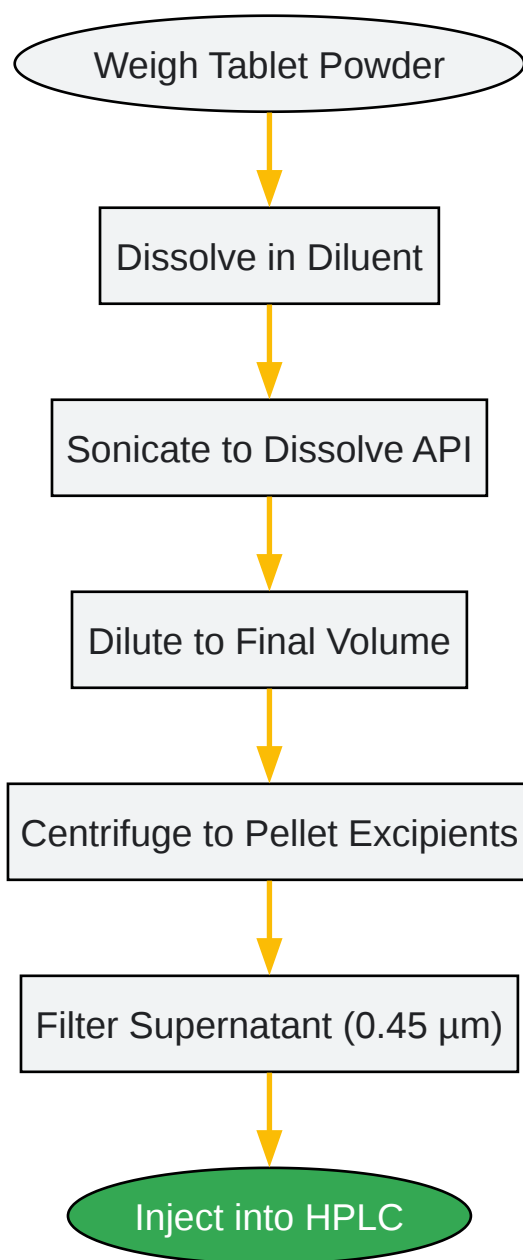 Weigh Tablet Powder
Dissolve in Diluent
Sonicate to Dissolve API
Dilute to Final Volume
Centrifuge to Pellet Excipients
Filter Supernatant (0.45 µm)
Inject into HPLC